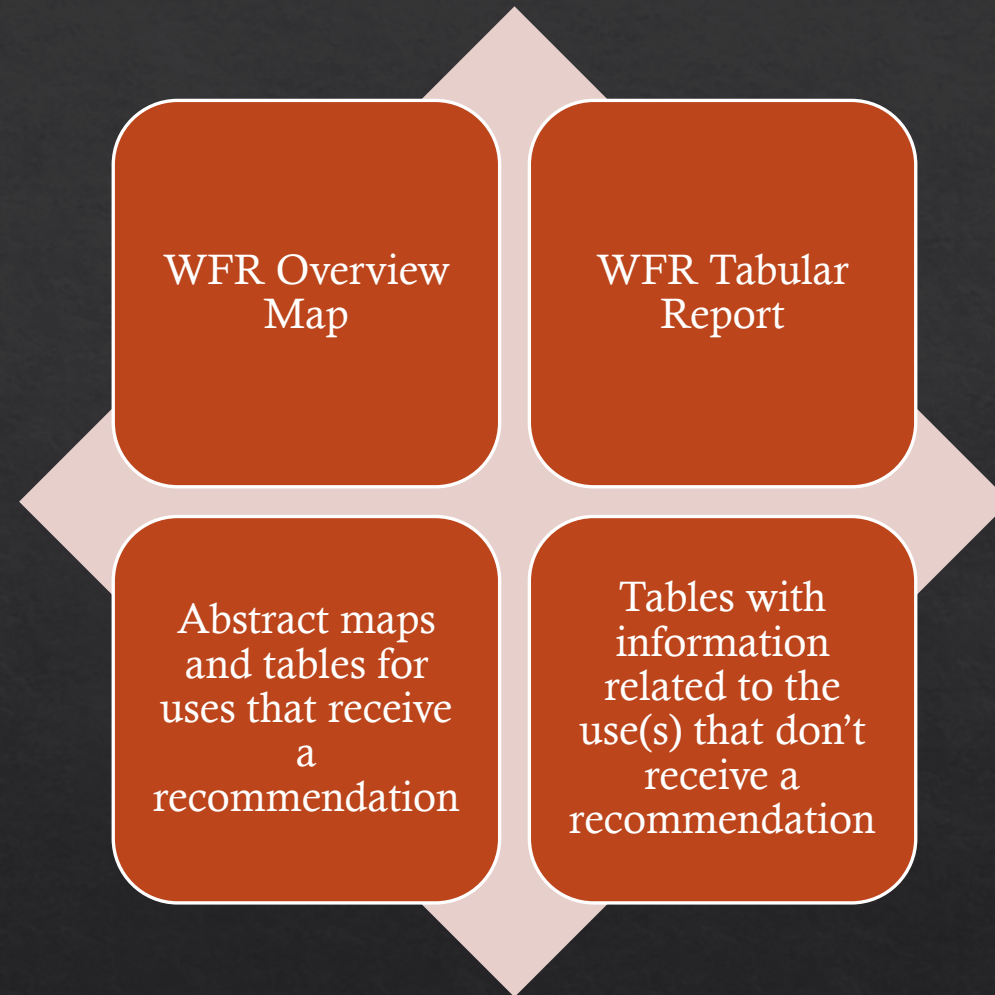 WFR Overview
Map
WFR Tabular
Report
Abstract maps
and tables for
uses that receive
a
recommendation
Tables with
information
related to the
use(s) that don’t
receive a
recommendation